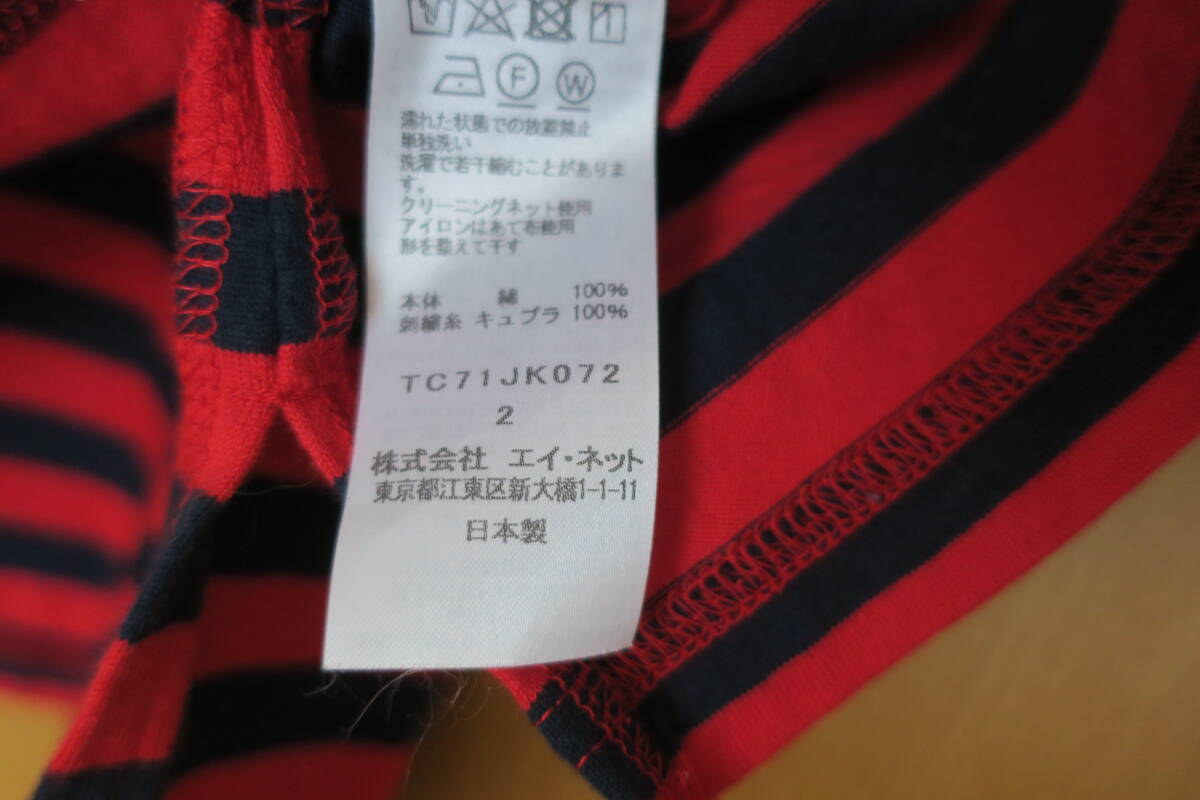 F W
濡れた状態での放置禁止
単独洗い
洗濯で若干縮むことがありま
す。
クリーニングネット使用
アイロンはあて布使用
形を整えて干す
本体 綿 100%
刺繍糸 キュプラ 100%
TC71JK072
2
株式会社 エイ・ネット
東京都江東区新大橋1-1-11
日本製